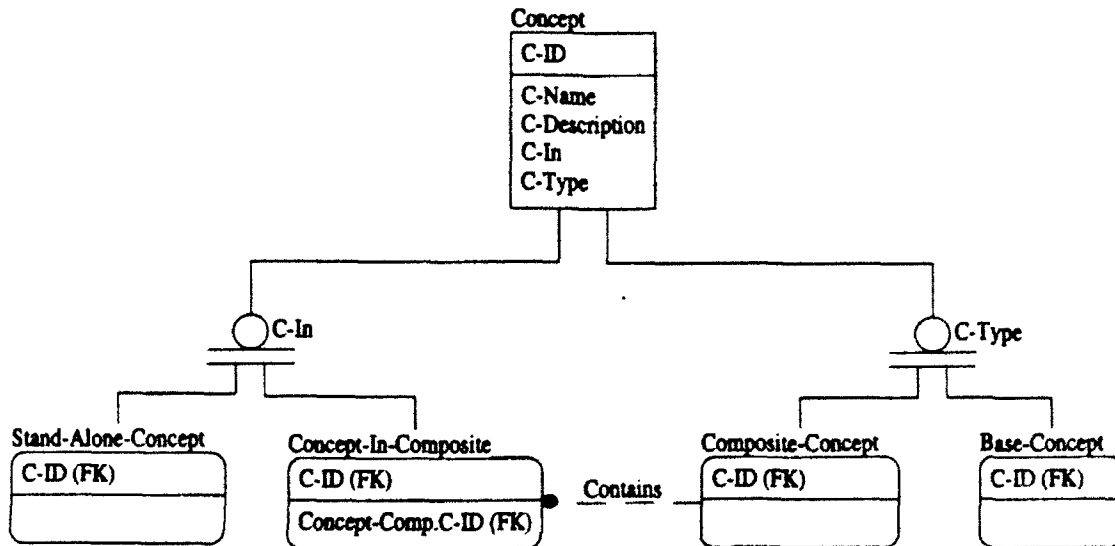 Concept
C-ID
C-Name
C-Description
C-In
C-Type
C-In
C-Type
Stand-Alone-Concept
C-ID (FK)
Concept-In-Composite
C-ID (FK)
Concept-Comp.C-ID (FK)
Contains
Composite-Concept
C-ID (FK)
Base-Concept
C-ID (FK)